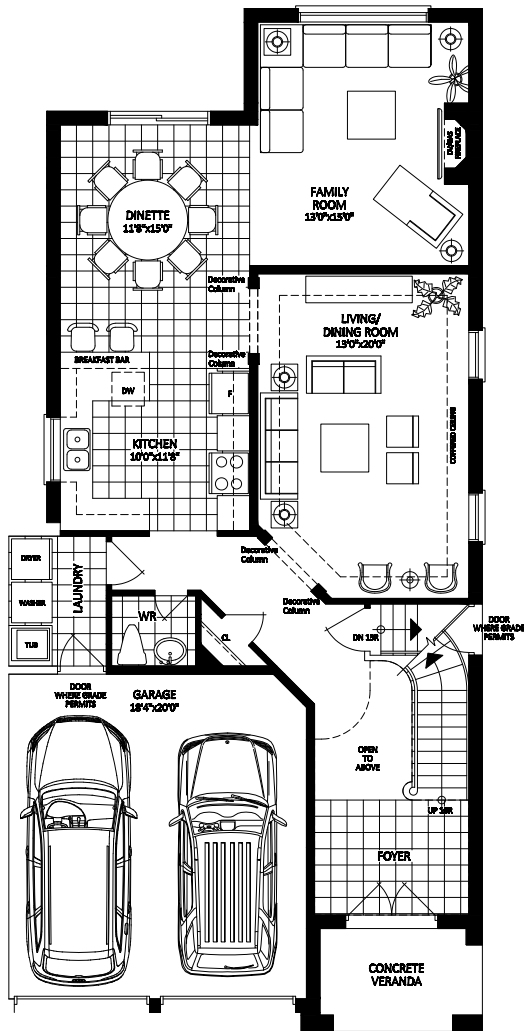 DANBAS
FIREPLACE
FAMILY
ROOM
13'0"x15'0"
DINETTE
11'8"x15'0"
Decorative
Column
LIVING/
DINING ROOM
13'0"x20'0"
Decorative
Column
BREAKFAST BAR
DW
F
COFFERED CEILING
KITCHEN
10'0"x11'8"
DRYER
WASHER
TUB
LAUNDRY
Decorative
Column
Decorative
Column
WR
CL
DN 15R
DOOR
WHERE GRADE
PERMITS
DOOR
WHERE GRADE
PERMITS
GARAGE
18'4"x20'0"
OPEN
TO
ABOVE
UP 16R
FOYER
CONCRETE
VERANDA